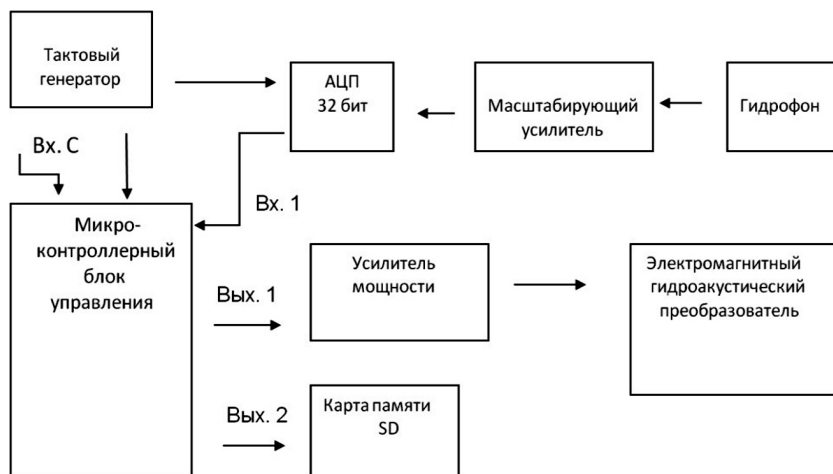 Тактовый
генератор
АЦП
32 бит
Масштабирующий
усилитель
Гидрофон
Вх. С
Вх. 1
Микро-
контроллерный
блок
управления
Усилитель
мощности
Электромагнитный
гидроакустический
преобразователь
Вых. 1
Вых. 2
Карта памяти
SD